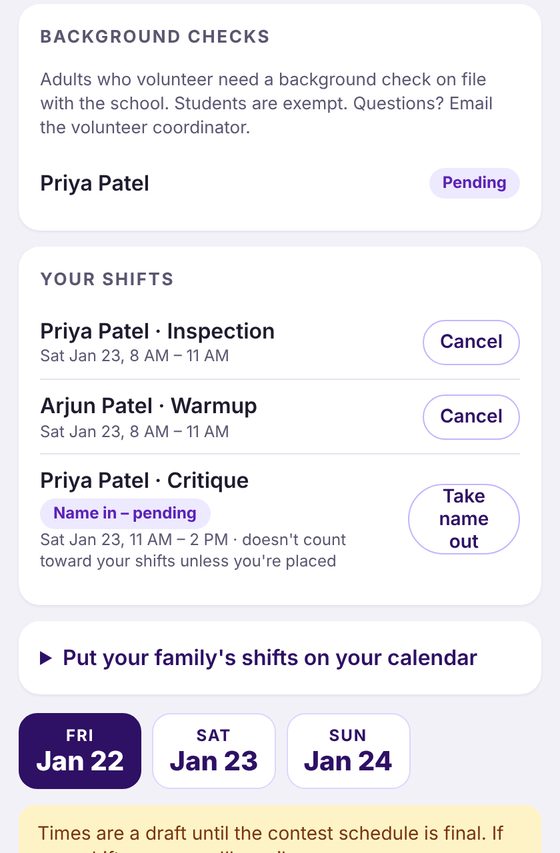 BACKGROUND CHECKS
Adults who volunteer need a background check on file
with the school. Students are exempt. Questions? Email
the volunteer coordinator.
Priya Patel
Pending
YOUR SHIFTS
Priya Patel · Inspection
Sat Jan 23, 8 AM – 11 AM
Cancel
Arjun Patel · Warmup
Sat Jan 23, 8 AM – 11 AM
Cancel
Priya Patel · Critique
Name in – pending
Sat Jan 23, 11 AM – 2 PM · doesn't count
toward your shifts unless you're placed
Take
name
out
Put your family's shifts on your calendar
FRI
Jan 22
SAT
Jan 23
SUN
Jan 24
Times are a draft until the contest schedule is final. If